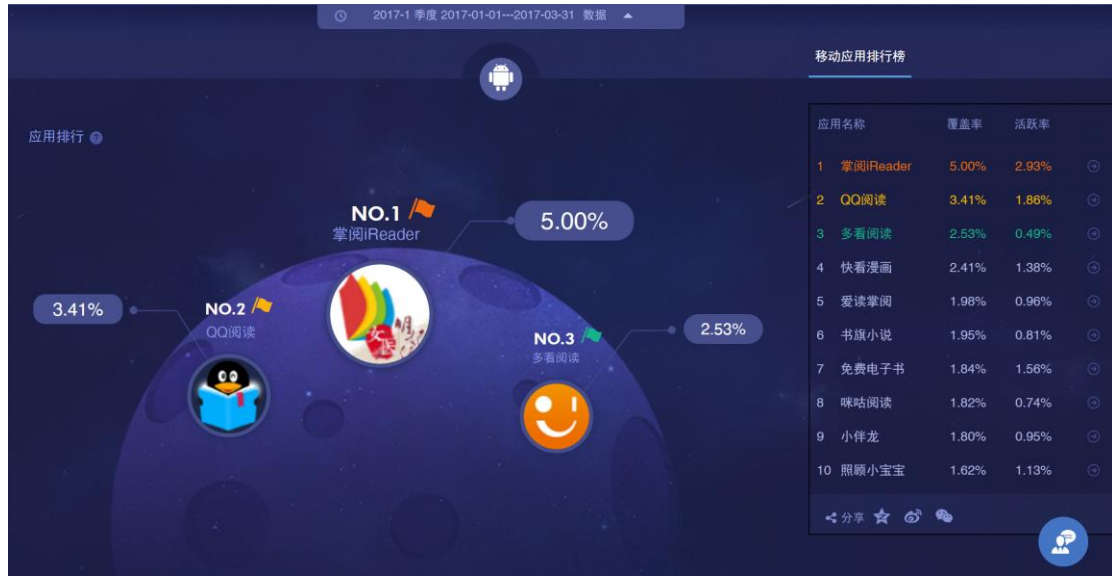 2017-1 季度 2017-01-01---2017-03-31 数据
移动应用排行榜
应用排行
NO.1
掌阅iReader
5.00%
NO.2
QQ阅读
3.41%
NO.3
多看阅读
2.53%
应用名称 覆盖率 活跃率
1 掌阅iReader 5.00% 2.93%
2 QQ阅读 3.41% 1.86%
3 多看阅读 2.53% 0.49%
4 快看漫画 2.41% 1.38%
5 爱读掌阅 1.98% 0.96%
6 书旗小说 1.95% 0.81%
7 免费电子书 1.84% 1.56%
8 咪咕阅读 1.82% 0.74%
9 小伴龙 1.80% 0.95%
10 照顾小宝宝 1.62% 1.13%
分享